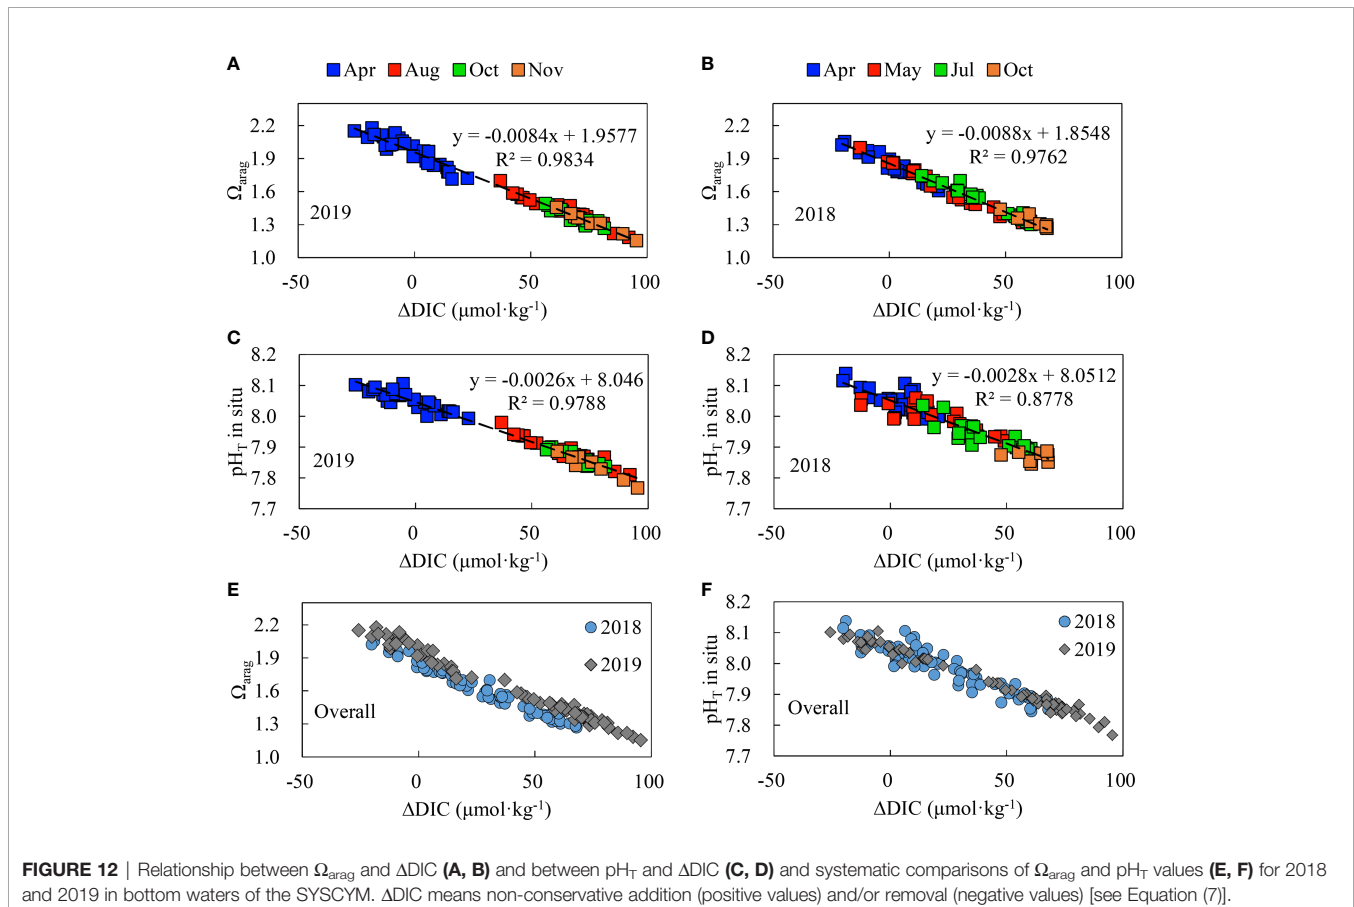 A
Apr Aug Oct Nov
2.2
1.9
1.6
1.3
1.0
Ωarag
y = -0.0084x + 1.9577
R² = 0.9834
2019
-50 0 50 100
ΔDIC (μmol·kg-1)
B
Apr May Jul Oct
2.2
1.9
1.6
1.3
1.0
Ωarag
y = -0.0088x + 1.8548
R² = 0.9762
2018
-50 0 50 100
ΔDIC (μmol·kg-1)
C
8.2
8.1
8.0
7.9
7.8
7.7
pHT in situ
y = -0.0026x + 8.046
R² = 0.9788
2019
-50 0 50 100
ΔDIC (μmol·kg-1)
D
8.2
8.1
8.0
7.9
7.8
7.7
pHT in situ
y = -0.0028x + 8.0512
R² = 0.8778
2018
-50 0 50 100
ΔDIC (μmol·kg-1)
E
2.2
1.9
1.6
1.3
1.0
Ωarag
2018
2019
Overall
-50 0 50 100
ΔDIC (μmol·kg-1)
F
8.2
8.1
8.0
7.9
7.8
7.7
pHT in situ
2018
2019
Overall
-50 0 50 100
ΔDIC (μmol·kg-1)
FIGURE 12 | Relationship between Ωarag and ΔDIC (A, B) and between pHT and ΔDIC (C, D) and systematic comparisons of Ωarag and pHT values (E, F) for 2018
and 2019 in bottom waters of the SYSCYM. ΔDIC means non-conservative addition (positive values) and/or removal (negative values) [see Equation (7)].